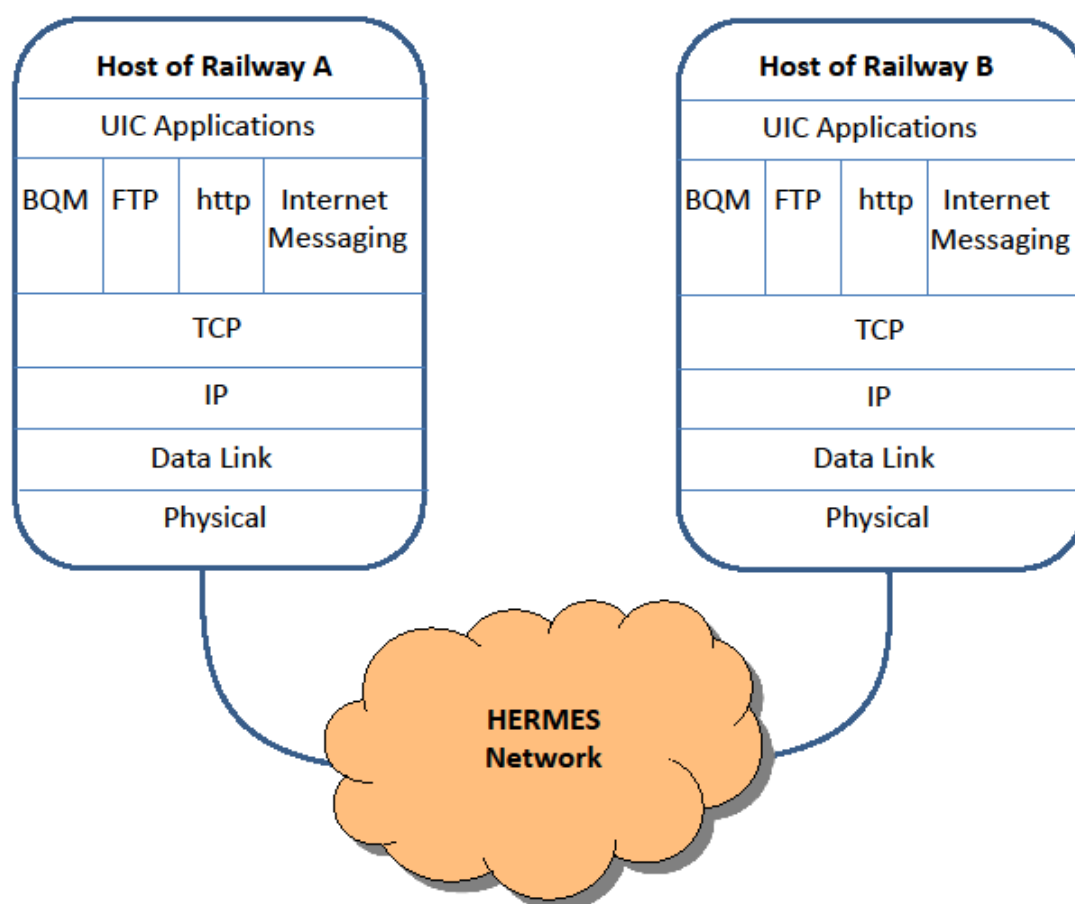 Host of Railway A
UIC Applications
BQM FTP http Internet
Messaging
TCP
IP
Data Link
Physical
Host of Railway B
UIC Applications
BQM FTP http Internet
Messaging
TCP
IP
Data Link
Physical
HERMES
Network